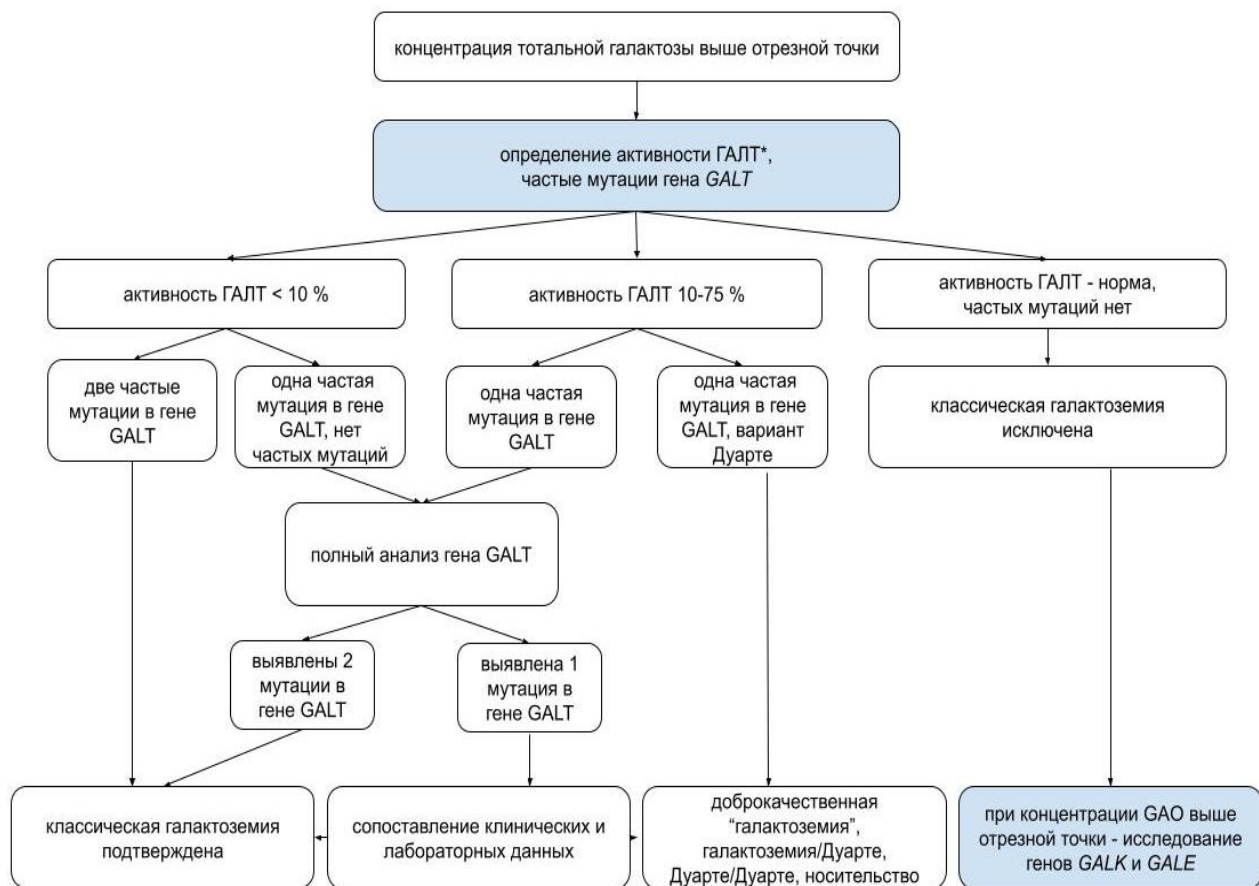 концентрация тотальной галактозы выше отрезной точки
определение активности ГАЛТ*,
частые мутации гена GALT
активность ГАЛТ < 10 %
активность ГАЛТ 10-75 %
активность ГАЛТ - норма,
частых мутаций нет
две частые
мутации в гене
GALT
одна частая
мутация в гене
GALT, нет
частых мутаций
одна частая
мутация в гене
GALT
одна частая
мутация в гене
GALT, вариант
Дуарте
классическая галактоземия
исключена
полный анализ гена GALT
выявлены 2
мутации в
гене GALT
выявлена 1
мутация в
гене GALT
классическая галактоземия
подтверждена
сопоставление клинических и
лабораторных данных
доброкачественная
“галактоземия”,
галактоземия/Дуарте,
Дуарте/Дуарте, носительство
при концентрации GAO выше
отрезной точки - исследование
генов GALK и GALE